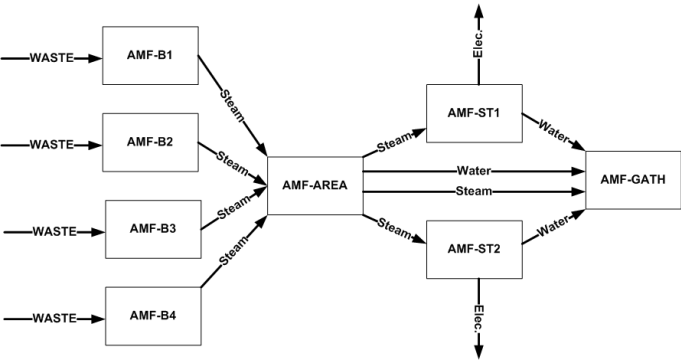 WASTE
AMF-B1
Steam
WASTE
AMF-B2
Steam
WASTE
AMF-B3
Steam
WASTE
AMF-B4
Steam
AMF-AREA
Steam
Water
Steam
Steam
Elec.
AMF-ST1
Water
AMF-ST2
Water
Elec.
AMF-GATH